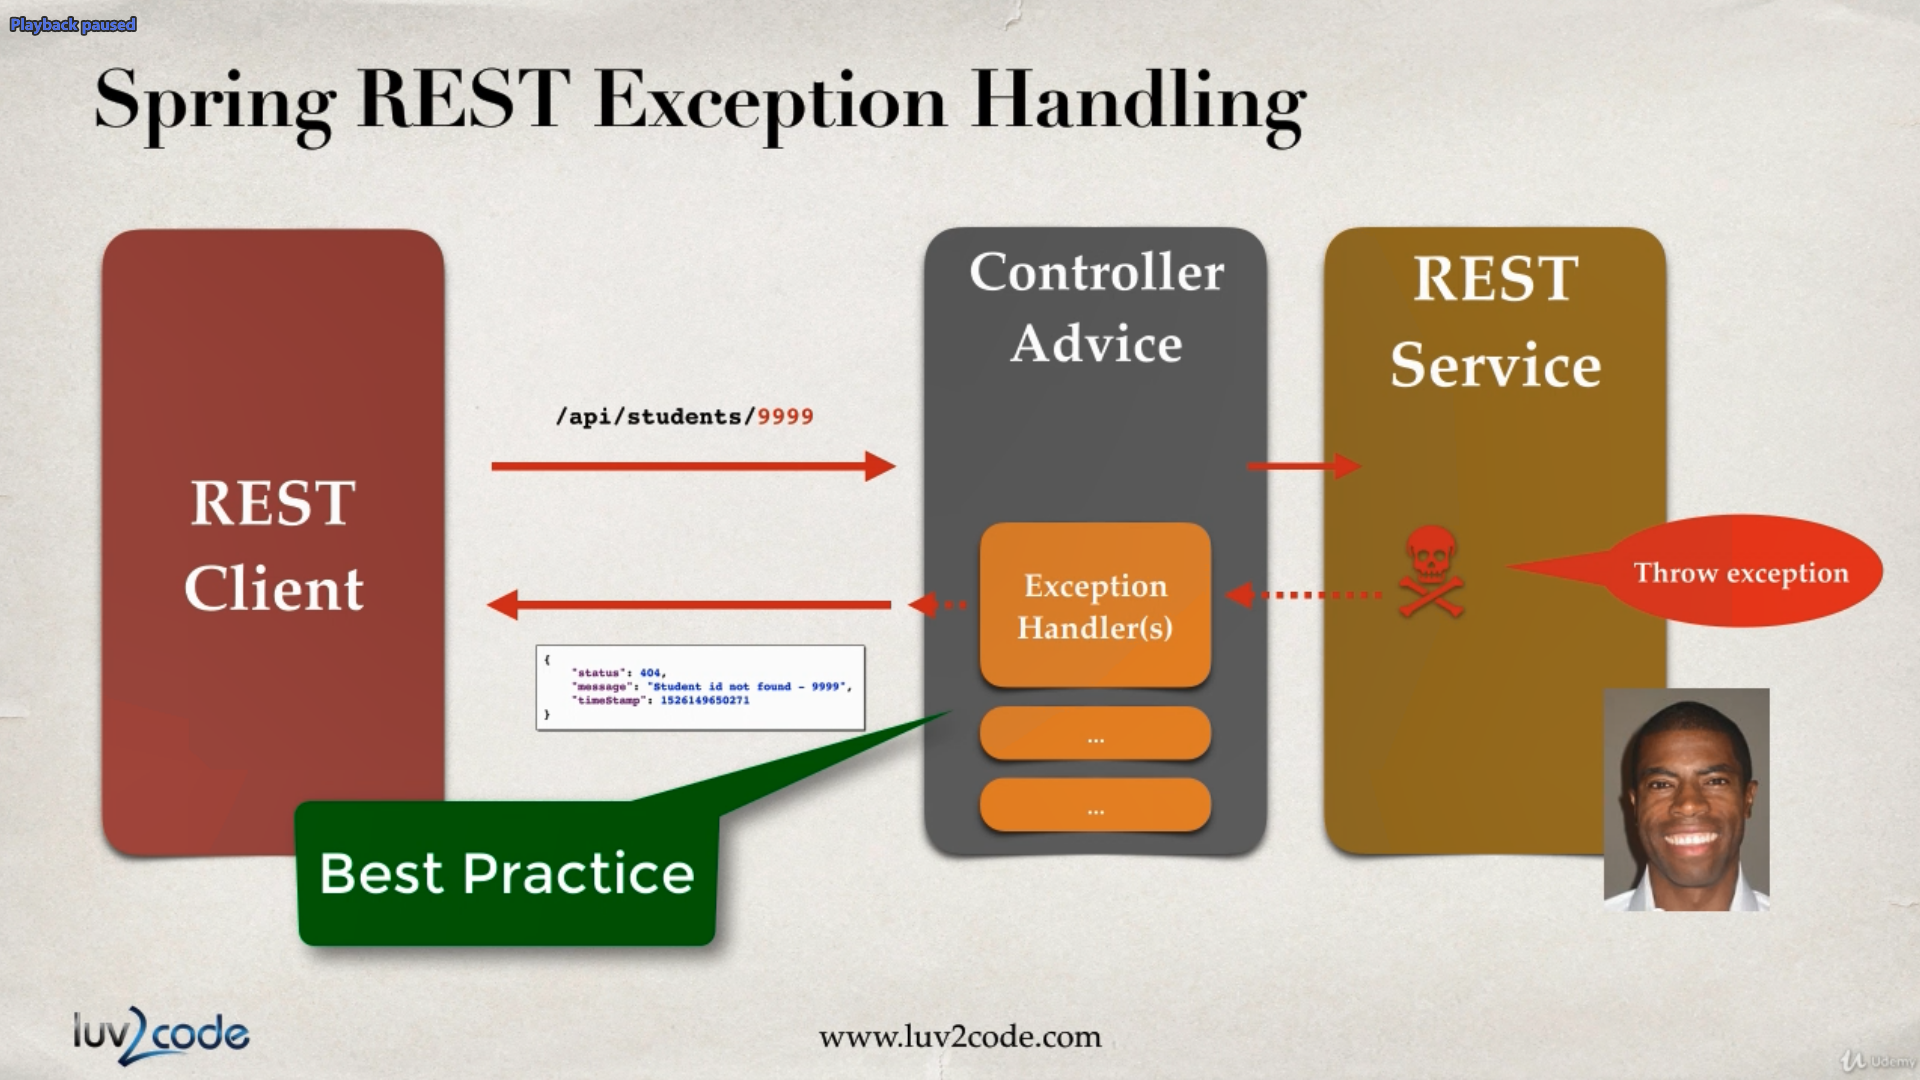 Playback paused
Spring REST Exception Handling
Controller
Advice
REST
Service
/api/students/9999
REST
Client
Exception
Handler(s)
Throw exception
{
"status": 404,
"message": "Student id not found - 9999",
"timeStamp": 1526149650271
}
...
...
Best Practice
luv2code
www.luv2code.com
Udemy